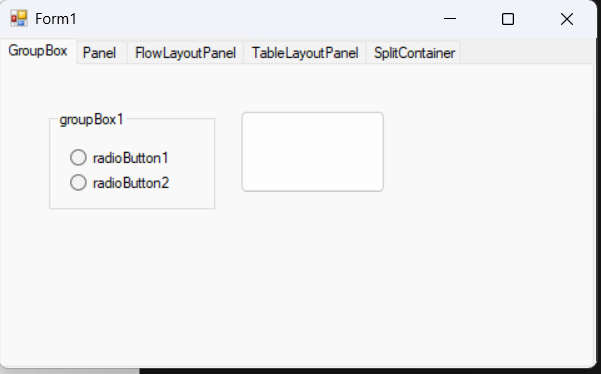 Form1
GroupBox Panel FlowLayoutPanel TableLayoutPanel SplitContainer
groupBox1
radioButton1
radioButton2